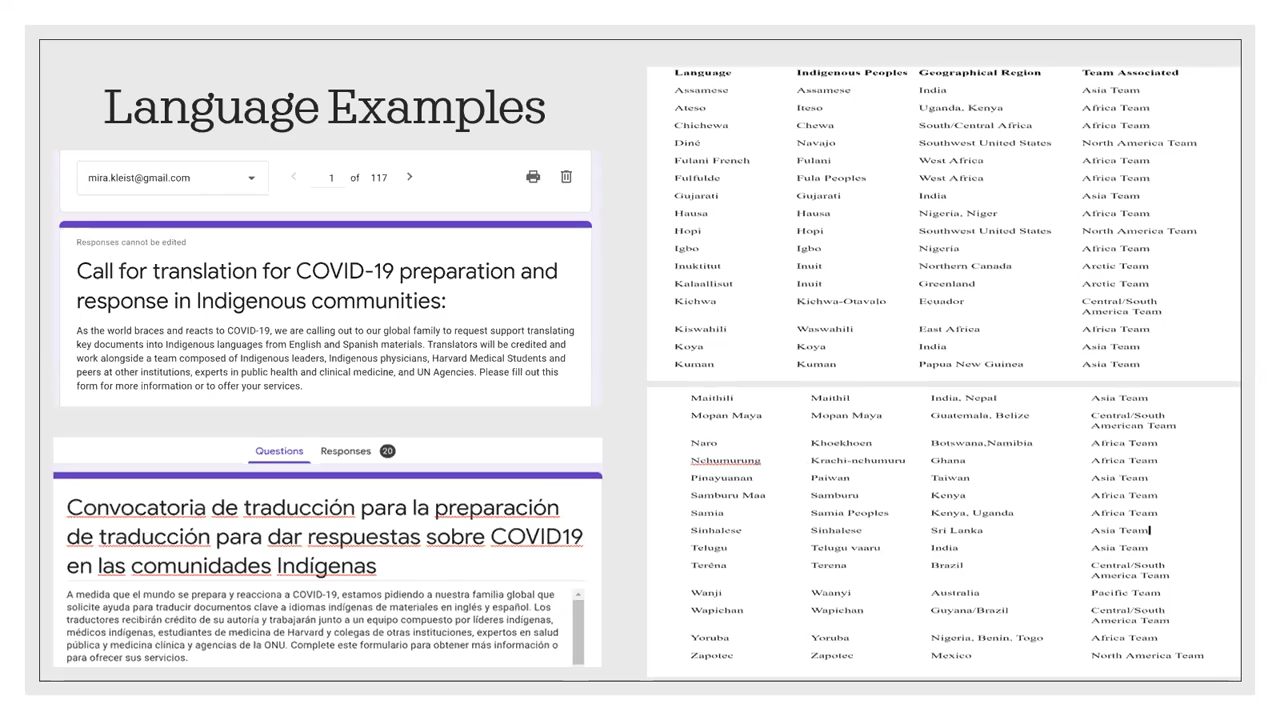 Language Examples
mira.kleist@gmail.com
1 of 117
Responses cannot be edited
Call for translation for COVID-19 preparation and
response in Indigenous communities:
As the world braces and reacts to COVID-19, we are calling out to our global family to request support translating
key documents into Indigenous languages from English and Spanish materials. Translators will be credited and
work alongside a team composed of Indigenous leaders, Indigenous physicians, Harvard Medical Students and
peers at other institutions, experts in public health and clinical medicine, and UN Agencies. Please fill out this
form for more information or to offer your services.
Questions Responses 20
Convocatoria de traducción para la preparación
de traducción para dar respuestas sobre COVID19
en las comunidades Indígenas
A medida que el mundo se prepara y reacciona a COVID-19, estamos pidiendo a nuestra familia global que
solicite ayuda para traducir documentos clave a idiomas indígenas de materiales en inglés y español. Los
traductores recibirán crédito de su autoría y trabajarán junto a un equipo compuesto por líderes indígenas,
médicos indígenas, estudiantes de medicina de Harvard y colegas de otras instituciones, expertos en salud
pública y medicina clínica y agencias de la ONU. Complete este formulario para obtener más información o
para ofrecer sus servicios.
Language Indigenous Peoples Geographical Region Team Associated
Assamese Assamese India Asia Team
Ateso Iteso Uganda, Kenya Africa Team
Chichewa Chewa South/Central Africa Africa Team
Diné Navajo Southwest United States North America Team
Fulani French Fulani West Africa Africa Team
Fulfulde Fula Peoples West Africa Africa Team
Gujarati Gujarati India Asia Team
Hausa Hausa Nigeria, Niger Africa Team
Hopi Hopi Southwest United States North America Team
Igbo Igbo Nigeria Africa Team
Inuktitut Inuit Northern Canada Arctic Team
Kalaallisut Inuit Greenland Arctic Team
Kichwa Kichwa-Otavalo Ecuador Central/South
America Team
Kiswahili Waswahili East Africa Africa Team
Koya Koya India Asia Team
Kuman Kuman Papua New Guinea Asia Team
Maithili Maithil India, Nepal Asia Team
Mopan Maya Mopan Maya Guatemala, Belize Central/South
American Team
Naro Khoekhoen Botswana,Namibia Africa Team
Nchumurung Krachi-nchumuru Ghana Africa Team
Pinayuanan Paiwan Taiwan Asia Team
Samburu Maa Samburu Kenya Africa Team
Samia Samia Peoples Kenya, Uganda Africa Team
Sinhalese Sinhalese Sri Lanka Asia Team
Telugu Telugu vaaru India Asia Team
Terêna Terena Brazil Central/South
America Team
Wanji Waanyi Australia Pacific Team
Wapichan Wapichan Guyana/Brazil Central/South
America Team
Yoruba Yoruba Nigeria, Benin, Togo Africa Team
Zapotec Zapotec Mexico North America Team